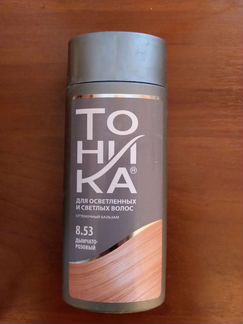 ТО
НИ
КА®
ДЛЯ ОСВЕТЛЕННЫХ
И СВЕТЛЫХ ВОЛОС
ОТТЕНОЧНЫЙ БАЛЬЗАМ
8.53
ДЫМЧАТО-
РОЗОВЫЙ